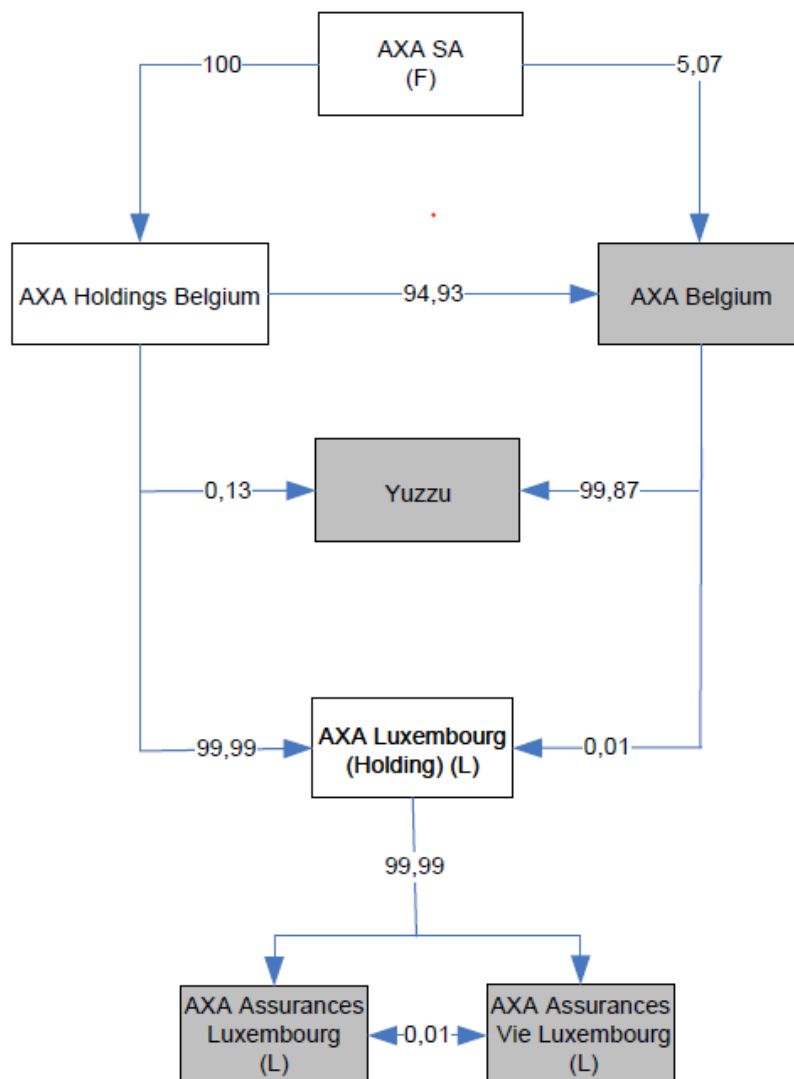 AXA SA
(F)
100
5,07
AXA Holdings Belgium
94,93
AXA Belgium
0,13
Yuzzu
99,87
99,99
AXA Luxembourg
(Holding) (L)
0,01
99,99
AXA Assurances
Luxembourg
(L)
0,01
AXA Assurances
Vie Luxembourg
(L)